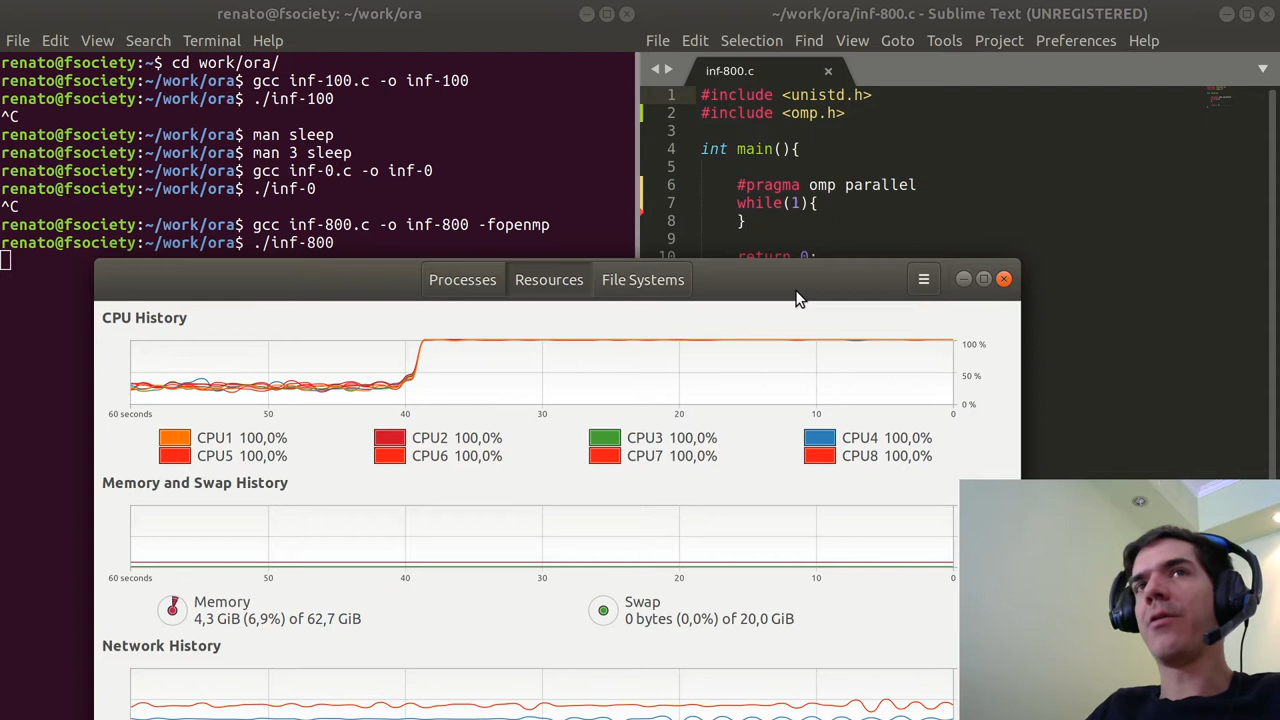 renato@fsociety: ~/work/ora
File Edit View Search Terminal Help
renato@fsociety:~$ cd work/ora/
renato@fsociety:~/work/ora$ gcc inf-100.c -o inf-100
renato@fsociety:~/work/ora$ ./inf-100
^C
renato@fsociety:~/work/ora$ man sleep
renato@fsociety:~/work/ora$ man 3 sleep
renato@fsociety:~/work/ora$ gcc inf-0.c -o inf-0
renato@fsociety:~/work/ora$ ./inf-0
^C
renato@fsociety:~/work/ora$ gcc inf-800.c -o inf-800 -fopenmp
renato@fsociety:~/work/ora$ ./inf-800
~/work/ora/inf-800.c - Sublime Text (UNREGISTERED)
File Edit Selection Find View Goto Tools Project Preferences Help
inf-800.c
1 #include <unistd.h>
2 #include <omp.h>
3
4 int main(){
5
6 #pragma omp parallel
7 while(1){
8 }
9
10 return 0;
Processes Resources File Systems
CPU History
100 %
50 %
0 %
60 seconds 50 40 30 20 10 0
CPU1 100,0% CPU2 100,0% CPU3 100,0% CPU4 100,0%
CPU5 100,0% CPU6 100,0% CPU7 100,0% CPU8 100,0%
Memory and Swap History
60 seconds 50 40 30 20 10 0
Memory
4,3 GiB (6,9%) of 62,7 GiB
Swap
0 bytes (0,0%) of 20,0 GiB
Network History